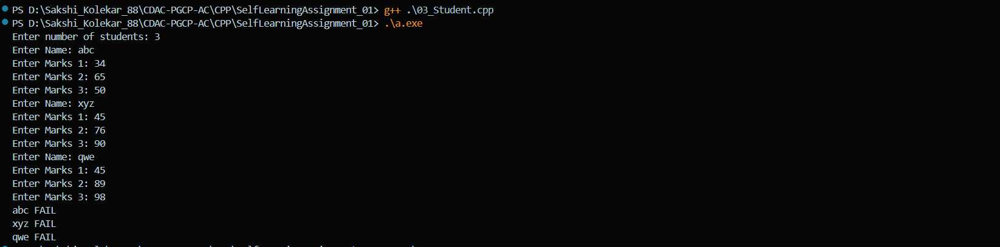 PS D:\Sakshi_Kolekar_88\CDAC-PGCP-AC\CPP\SelfLearningAssignment_01> g++ .\03_Student.cpp
PS D:\Sakshi_Kolekar_88\CDAC-PGCP-AC\CPP\SelfLearningAssignment_01> .\a.exe
Enter number of students: 3
Enter Name: abc
Enter Marks 1: 34
Enter Marks 2: 65
Enter Marks 3: 50
Enter Name: xyz
Enter Marks 1: 45
Enter Marks 2: 76
Enter Marks 3: 90
Enter Name: qwe
Enter Marks 1: 45
Enter Marks 2: 89
Enter Marks 3: 98
abc FAIL
xyz FAIL
qwe FAIL